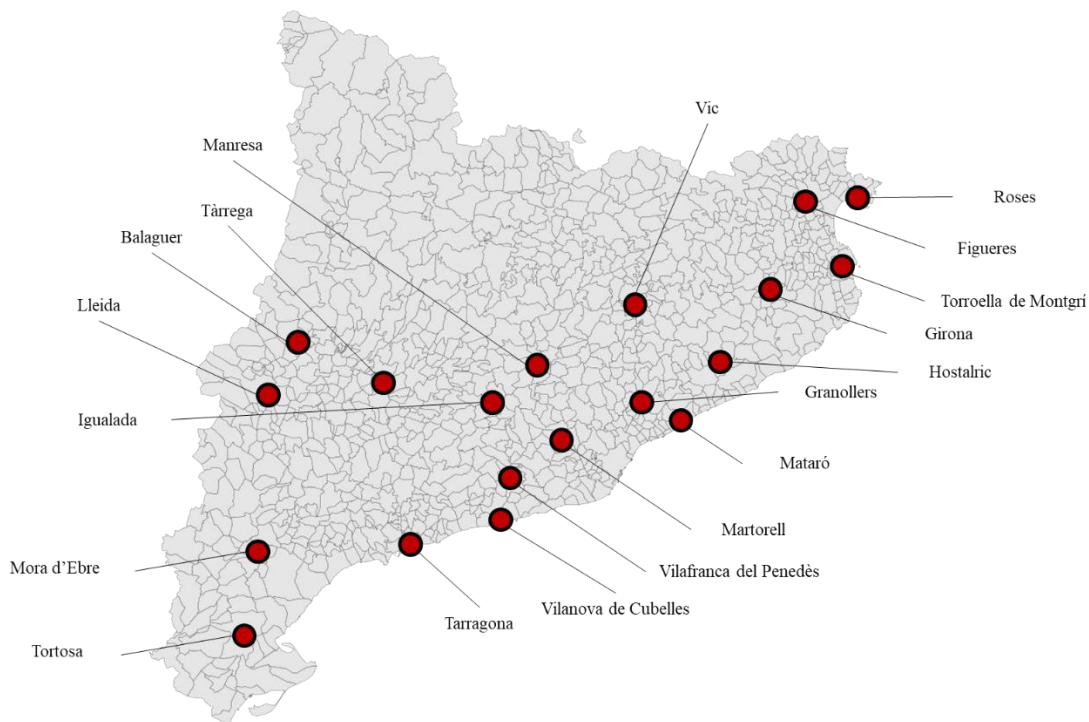 Vic
Manresa
Roses
Tàrrega
Balaguer
Figueres
Lleida
Torroella de Montgrí
Girona
Hostalric
Granollers
Igualada
Mataró
Martorell
Mora d'Ebre
Vilafranca del Penedès
Vilanova de Cubelles
Tarragona
Tortosa